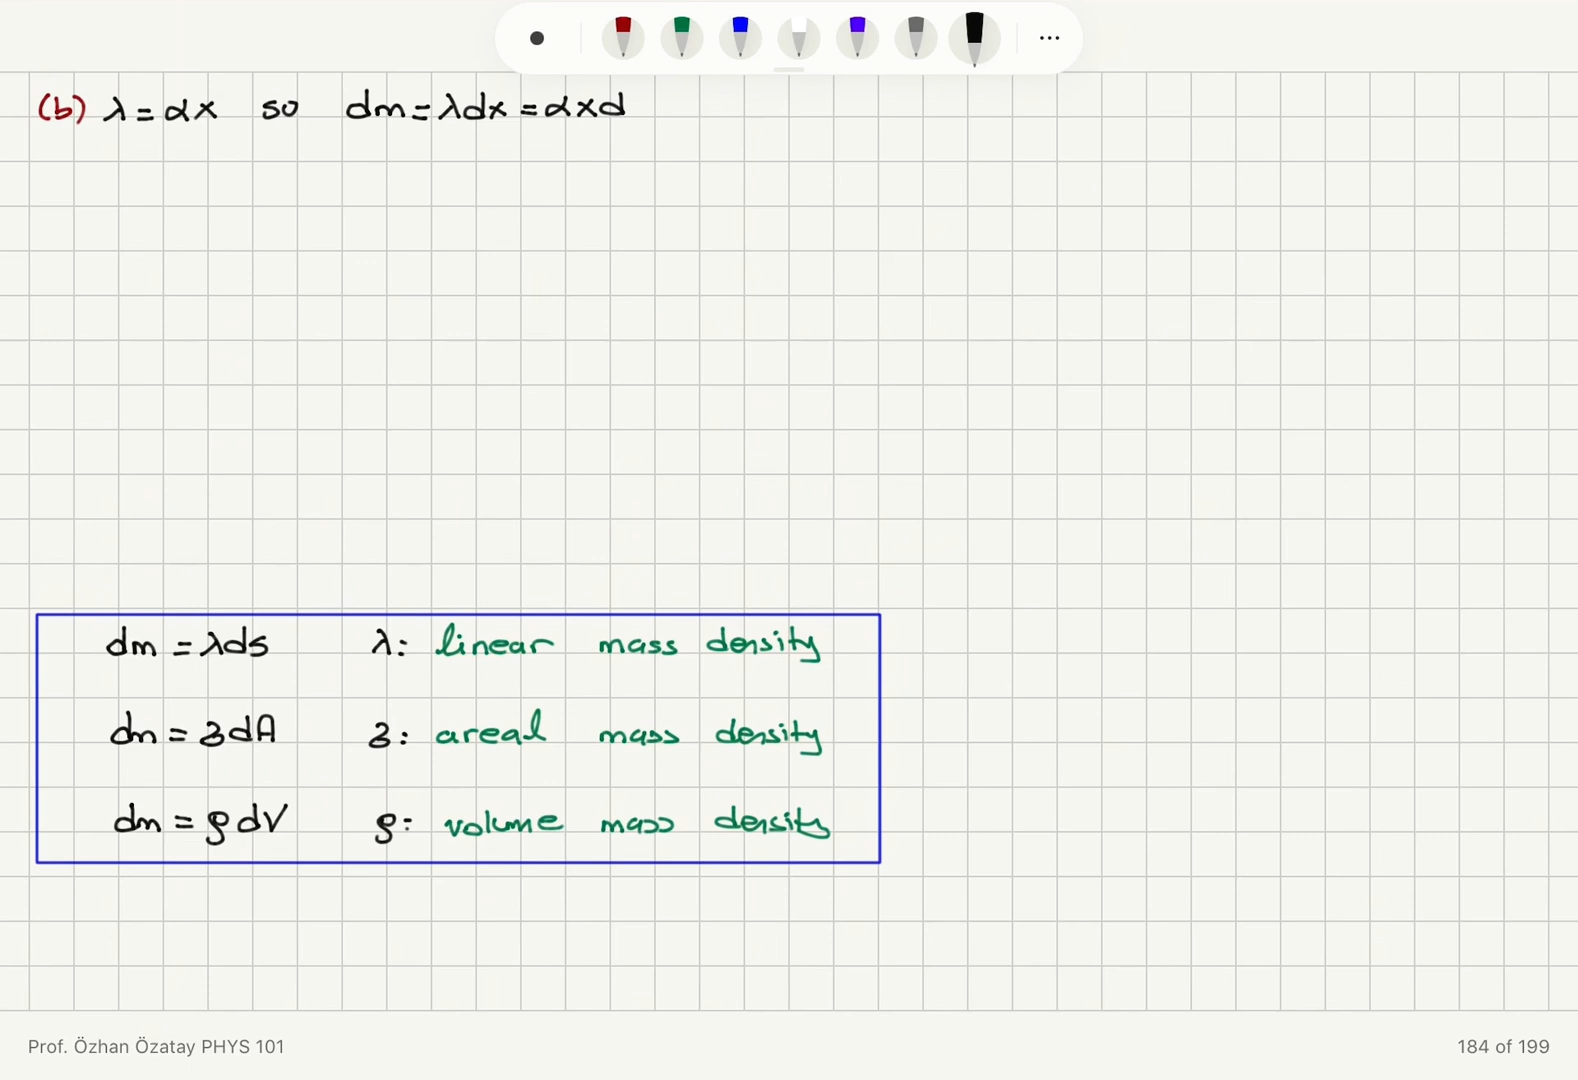 (b) λ = αx so dm = λdx = αxd
dm = λds λ: linear mass density
dm = σdA σ: areal mass density
dm = ρdV ρ: volume mass density
Prof. Özhan Özatay PHYS 101
184 of 199